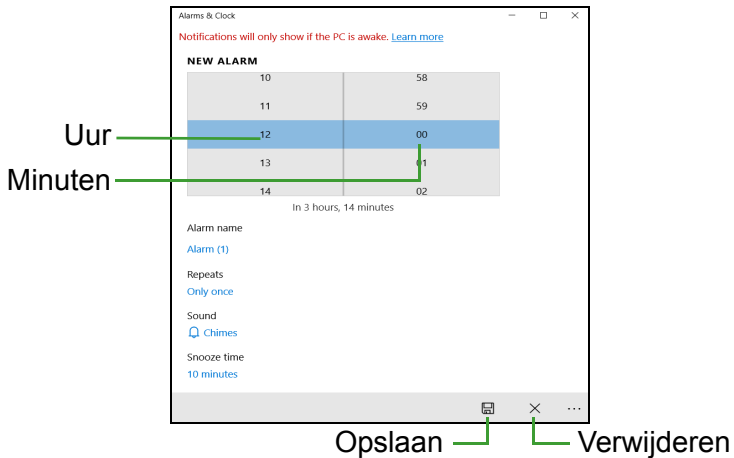 Alarms & Clock
Notifications will only show if the PC is awake. Learn more
NEW ALARM
10 58
11 59
Uur 12 00
Minuten 13 01
14 02
In 3 hours, 14 minutes
Alarm name
Alarm (1)
Repeats
Only once
Sound
Chimes
Snooze time
10 minutes
Opslaan Verwijderen